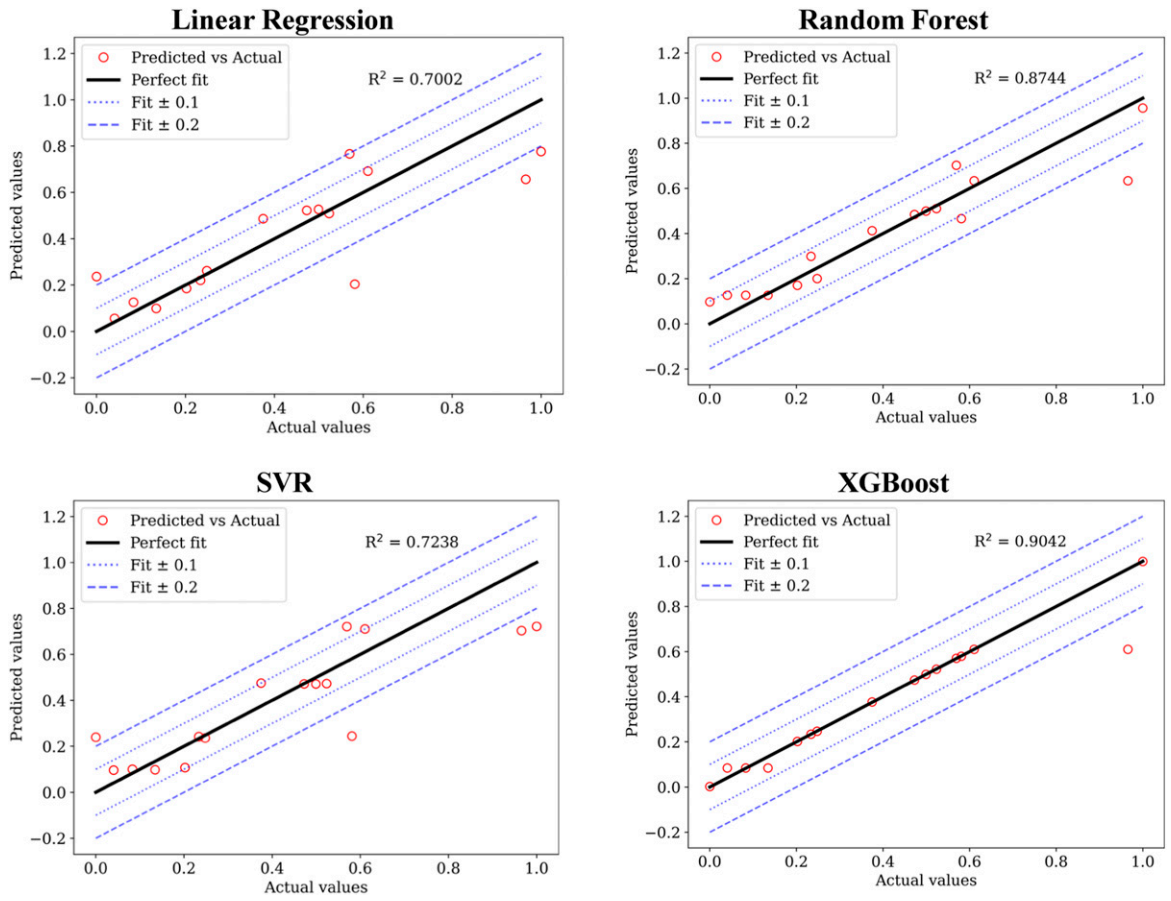 Linear Regression
Predicted vs Actual
Perfect fit
Fit ± 0.1
Fit ± 0.2
R² = 0.7002
1.2
1.0
0.8
0.6
0.4
0.2
0.0
−0.2
Predicted values
0.0 0.2 0.4 0.6 0.8 1.0
Actual values
Random Forest
Predicted vs Actual
Perfect fit
Fit ± 0.1
Fit ± 0.2
R² = 0.8744
1.2
1.0
0.8
0.6
0.4
0.2
0.0
−0.2
Predicted values
0.0 0.2 0.4 0.6 0.8 1.0
Actual values
SVR
Predicted vs Actual
Perfect fit
Fit ± 0.1
Fit ± 0.2
R² = 0.7238
1.2
1.0
0.8
0.6
0.4
0.2
0.0
−0.2
Predicted values
0.0 0.2 0.4 0.6 0.8 1.0
Actual values
XGBoost
Predicted vs Actual
Perfect fit
Fit ± 0.1
Fit ± 0.2
R² = 0.9042
1.2
1.0
0.8
0.6
0.4
0.2
0.0
−0.2
Predicted values
0.0 0.2 0.4 0.6 0.8 1.0
Actual values